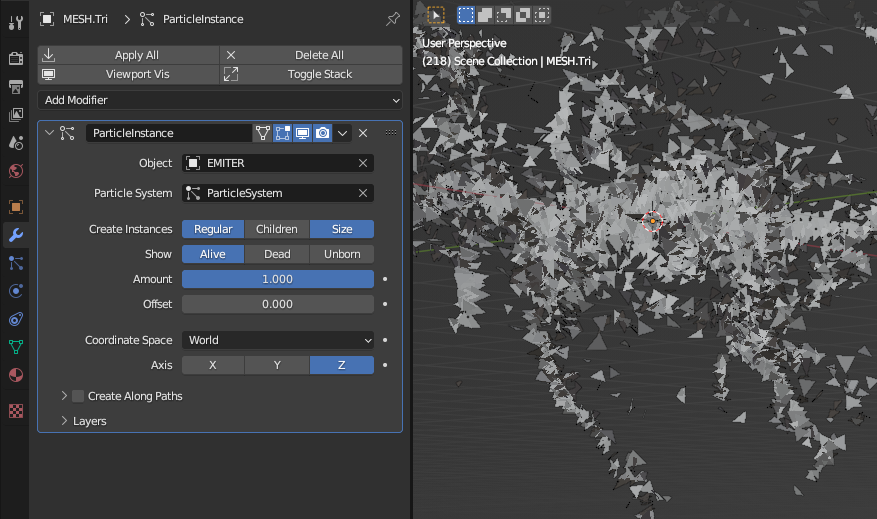 MESH.Tri > ParticleInstance
Apply All
Delete All
Viewport Vis
Toggle Stack
Add Modifier
ParticleInstance
Object EMITER
Particle System ParticleSystem
Create Instances Regular Children Size
Show Alive Dead Unborn
Amount 1.000
Offset 0.000
Coordinate Space World
Axis X Y Z
Create Along Paths
Layers
User Perspective
(218) Scene Collection | MESH.Tri